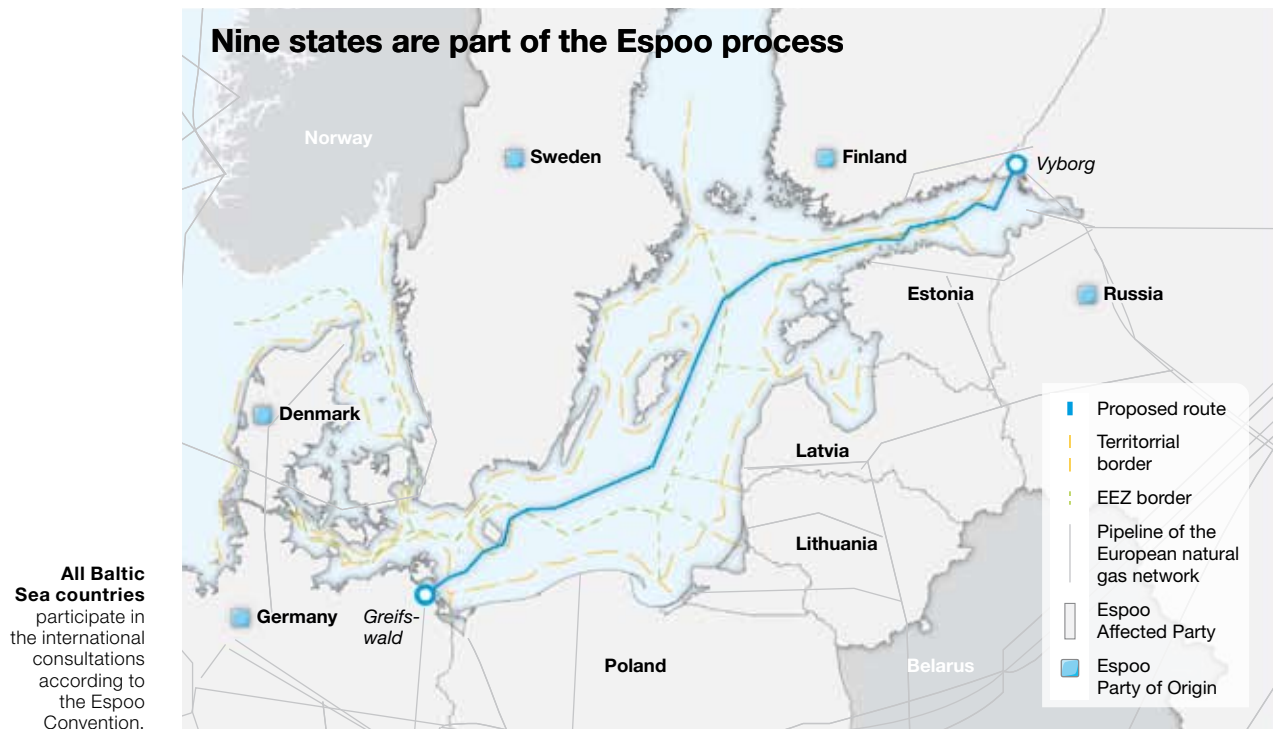 Nine states are part of the Espoo process
Norway
Sweden
Finland
Vyborg
Estonia
Russia
Denmark
Latvia
Lithuania
Germany
Greifs-
wald
Poland
Belarus
Proposed route
Territorrial
border
EEZ border
Pipeline of the
European natural
gas network
Espoo
Affected Party
Espoo
Party of Origin
All Baltic
Sea countries
participate in
the international
consultations
according to
the Espoo
Convention.